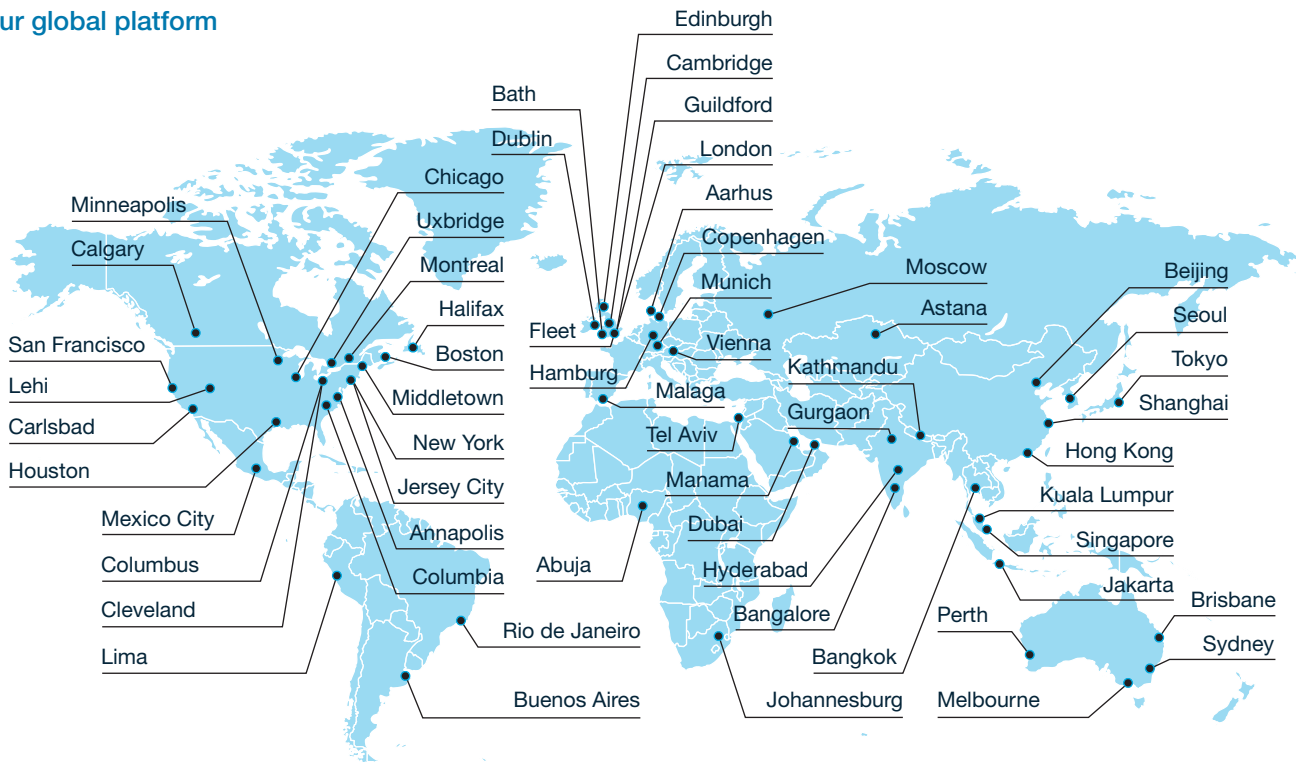 ur global platform
Edinburgh
Cambridge
Bath
Guildford
Dublin
London
Chicago
Aarhus
Minneapolis
Uxbridge
Copenhagen
Calgary
Montreal
Munich
Moscow
Beijing
Halifax
Astana
Seoul
Fleet
San Francisco
Boston
Vienna
Tokyo
Lehi
Hamburg
Kathmandu
Middletown
Malaga
Shanghai
Carlsbad
Gurgaon
New York
Tel Aviv
Hong Kong
Houston
Jersey City
Manama
Kuala Lumpur
Mexico City
Annapolis
Dubai
Singapore
Columbus
Columbia
Abuja
Hyderabad
Jakarta
Cleveland
Bangalore
Brisbane
Rio de Janeiro
Perth
Lima
Bangkok
Sydney
Buenos Aires
Johannesburg
Melbourne